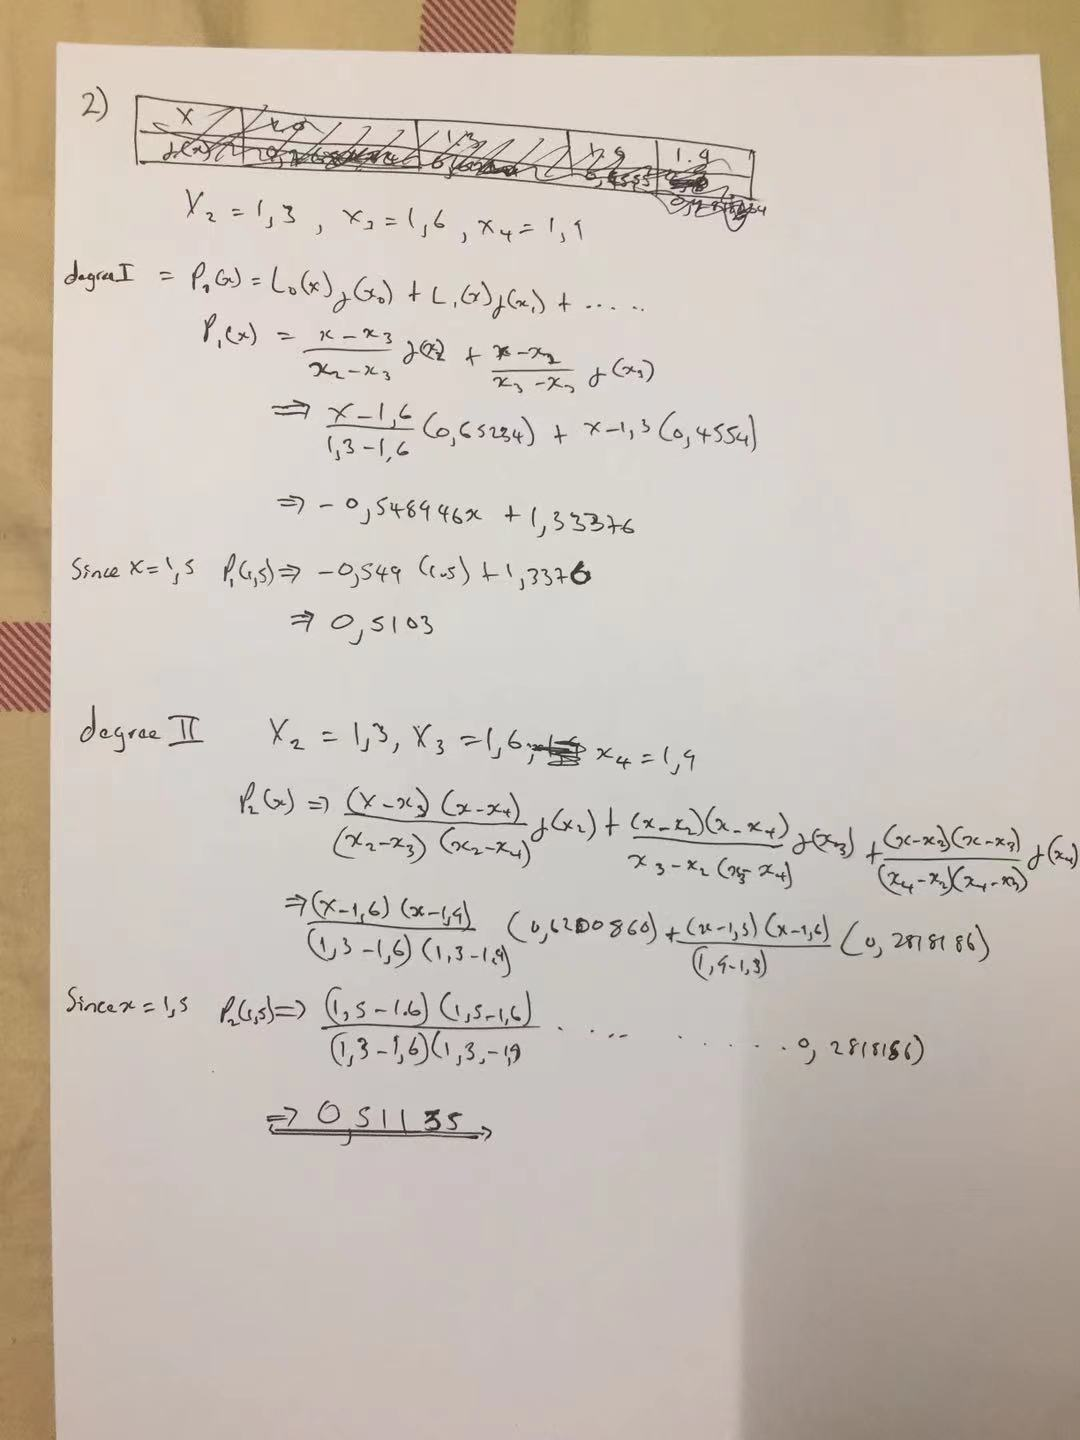 2)
X
1.9
X₂ = 1,3 , x₃ = 1,6 , x₄ = 1,9
degree I = P₁(x) = L₀(x) f(x₀) + L₁(x) f(x₁) + .....
P₁(x) = (x - x₃)/(x₂ - x₃) f(x₂) + (x - x₂)/(x₃ - x₂) f(x₃)
⇒ (x - 1,6)/(1,3 - 1,6) (0,65234) + x - 1,3 (0,4554)
⇒ - 0,548946x + 1,33376
Since x = 1,5 P₁(1,5) ⇒ -0,549 (1.5) + 1,3376
⇒ 0,5103
degree II X₂ = 1,3, X₃ = 1,6, x₄ = 1,9
P₂(x) ⇒ (x - x₃)(x - x₄)/(x₂ - x₃)(x₂ - x₄) f(x₂) + (x - x₂)(x - x₄)/x₃ - x₂ (x₃ - x₄) f(x₃) + (x - x₂)(x - x₃)/(x₄ - x₂)(x₄ - x₃) f(x₄)
⇒ (x - 1,6)(x - 1,9)/(1,3 - 1,6)(1,3 - 1,9) (0,6200860) + (x - 1,3)(x - 1,6)/(1,9 - 1,3) (0,2818186)
Since x = 1,5 P₂(1,5) ⇒ (1,5 - 1.6)(1,5 - 1,6)/(1,3 - 1,6)(1,3, - 1,9 .... ...... 0, 2818186)
⇒ 0,51135